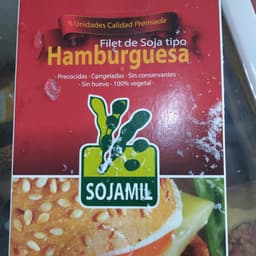 6 Unidades Calidad Premiada
Filet de Soja tipo
Hamburguesa
Precocidas · Congeladas · Sin conservantes ·
· Sin huevo · 100% vegetal ·
SOJAMIL